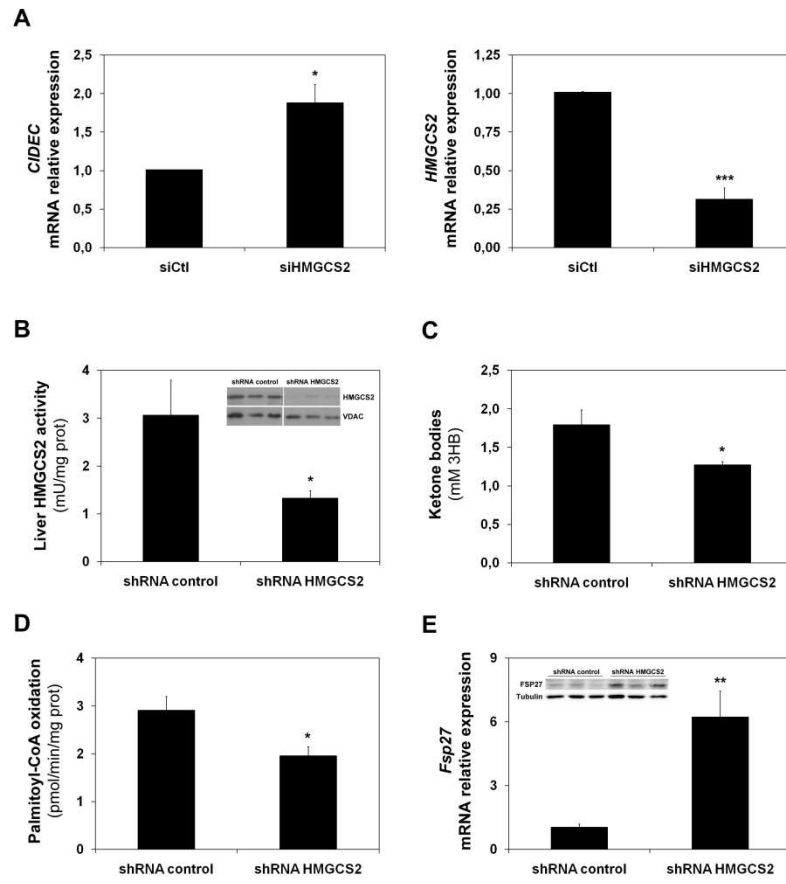 A
CIDEC
mRNA relative expression
2,5
2,0
1,5
1,0
0,5
0,0
*
siCtl
siHMGCS2
HMGCS2
mRNA relative expression
1,25
1,00
0,75
0,50
0,25
0,00
***
siCtl
siHMGCS2
B
Liver HMGCS2 activity
(mU/mg prot)
4
3
2
1
0
shRNA control shRNA HMGCS2
HMGCS2
VDAC
*
shRNA control
shRNA HMGCS2
C
Ketone bodies
(mM 3HB)
2,5
2,0
1,5
1,0
0,5
0,0
*
shRNA control
shRNA HMGCS2
D
Palmitoyl-CoA oxidation
(pmol/min/mg prot)
4
3
2
1
0
*
shRNA control
shRNA HMGCS2
E
Fsp27
mRNA relative expression
9
6
3
0
shRNA control shRNA HMGCS2
FSP27
Tubulin
**
shRNA control
shRNA HMGCS2